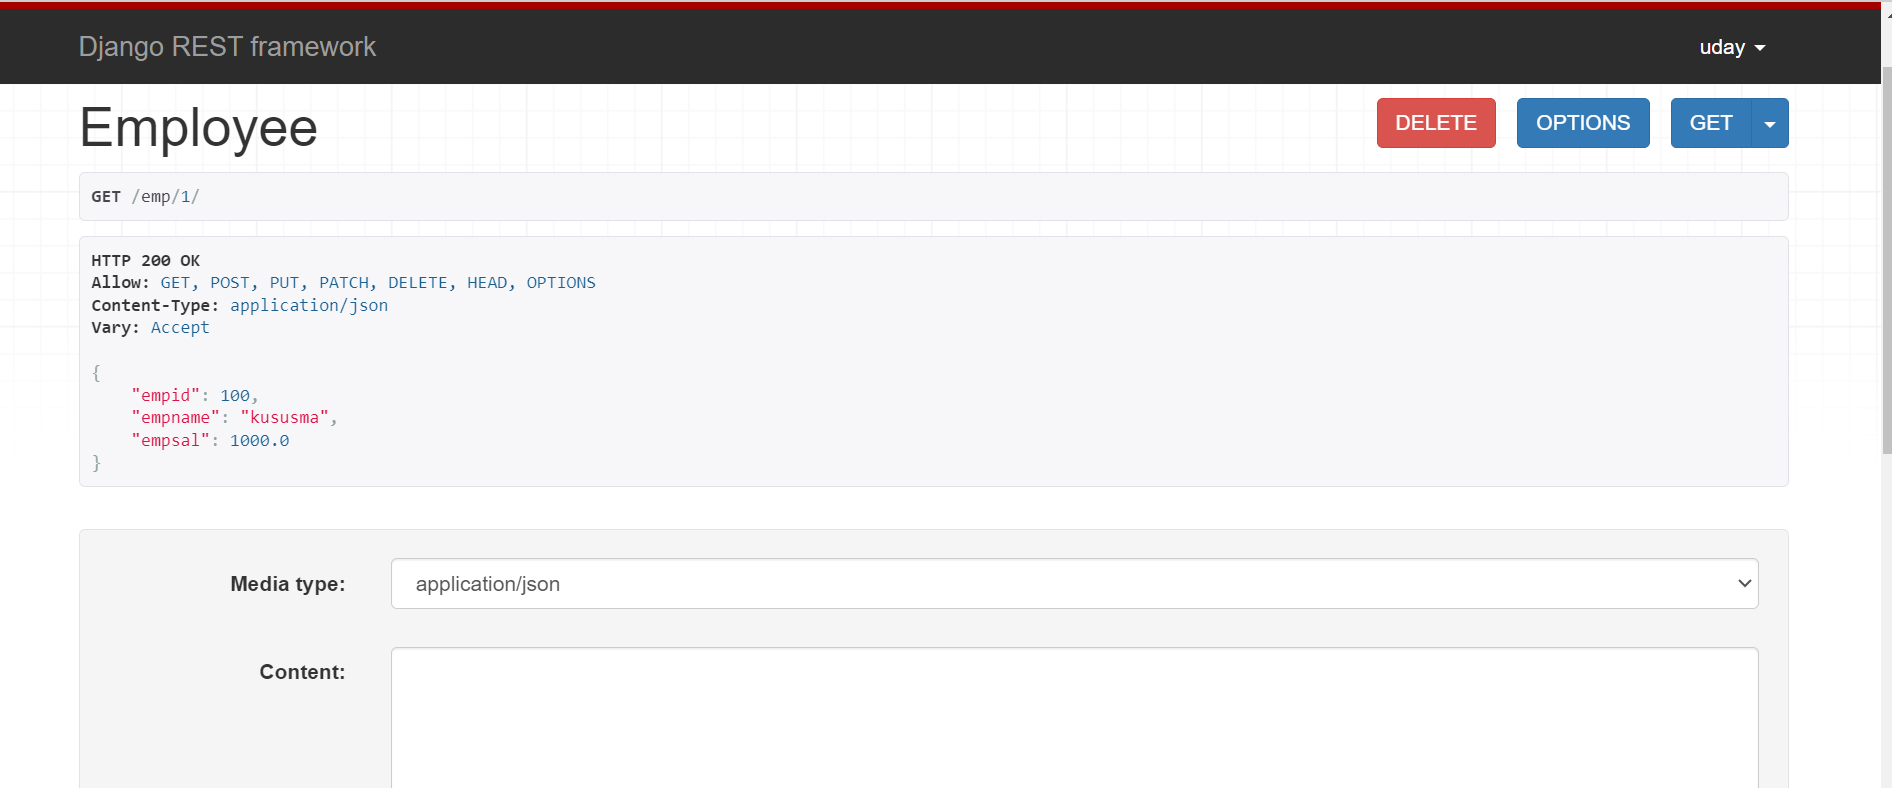 Django REST framework
uday
Employee
DELETE
OPTIONS
GET
GET /emp/1/
HTTP 200 OK
Allow: GET, POST, PUT, PATCH, DELETE, HEAD, OPTIONS
Content-Type: application/json
Vary: Accept
{
    "empid": 100,
    "empname": "kususma",
    "empsal": 1000.0
}
Media type:
application/json
Content: